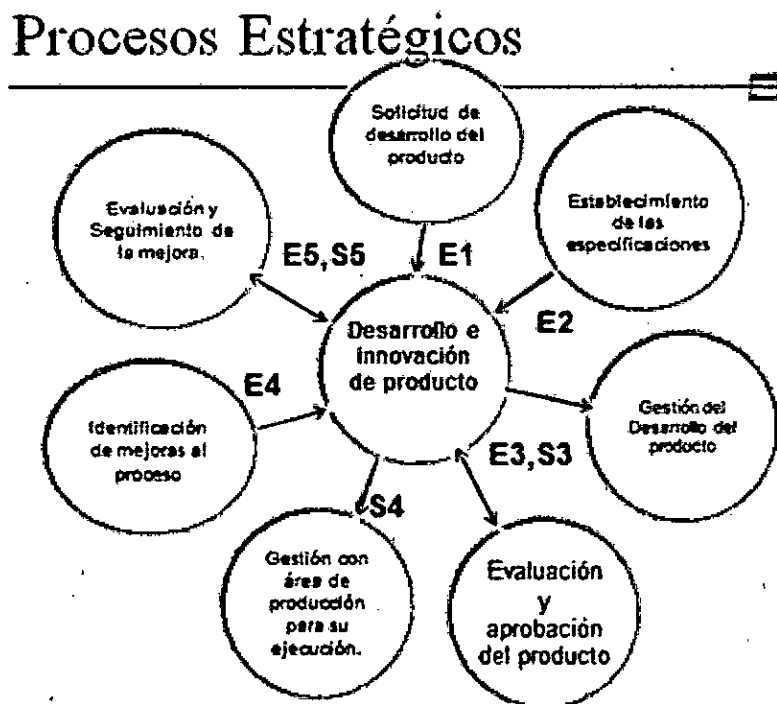 Procesos Estratégicos
Solicitud de
desarrollo del
producto
Evaluación y
Seguimiento de
la mejora.
Establecimiento
de las
especificaciones
E5,S5
E1
E2
Desarrollo e
innovación
de producto
E4
Identificación
de mejoras al
proceso
Gestión del
Desarrollo del
producto
E3,S3
S4
Gestión con
área de
producción
para su
ejecución.
Evaluación
y
aprobación
del producto